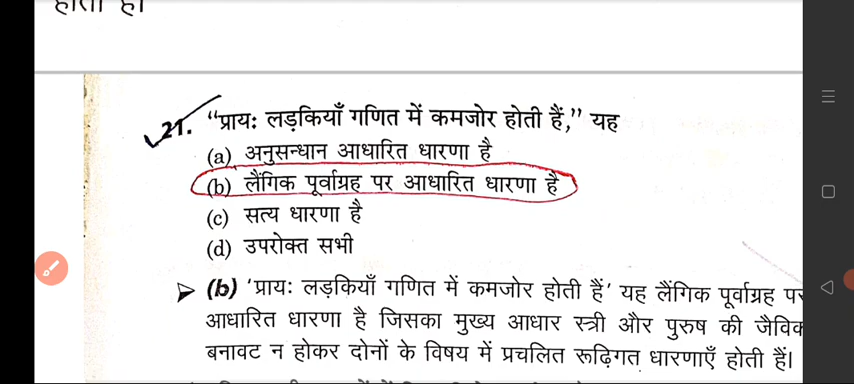 होता है।
21. "प्रायः लड़कियाँ गणित में कमजोर होती हैं," यह
(a) अनुसन्धान आधारित धारणा है
(b) लैंगिक पूर्वाग्रह पर आधारित धारणा है
(c) सत्य धारणा है
(d) उपरोक्त सभी
(b) 'प्रायः लड़कियाँ गणित में कमजोर होती हैं' यह लैंगिक पूर्वाग्रह पर
आधारित धारणा है जिसका मुख्य आधार स्त्री और पुरुष की जैविक
बनावट न होकर दोनों के विषय में प्रचलित रूढ़िगत धारणाएँ होती हैं।